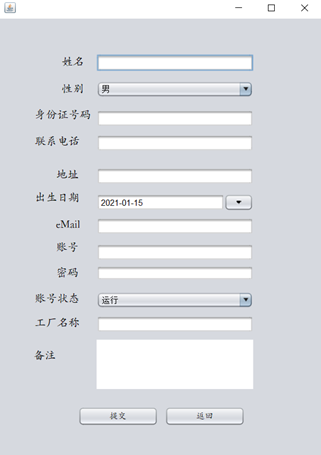 姓名
性别 男
身份证号码
联系电话
地址
出生日期 2021-01-15
eMail
账号
密码
账号状态 运行
工厂名称
备注
提交 返回